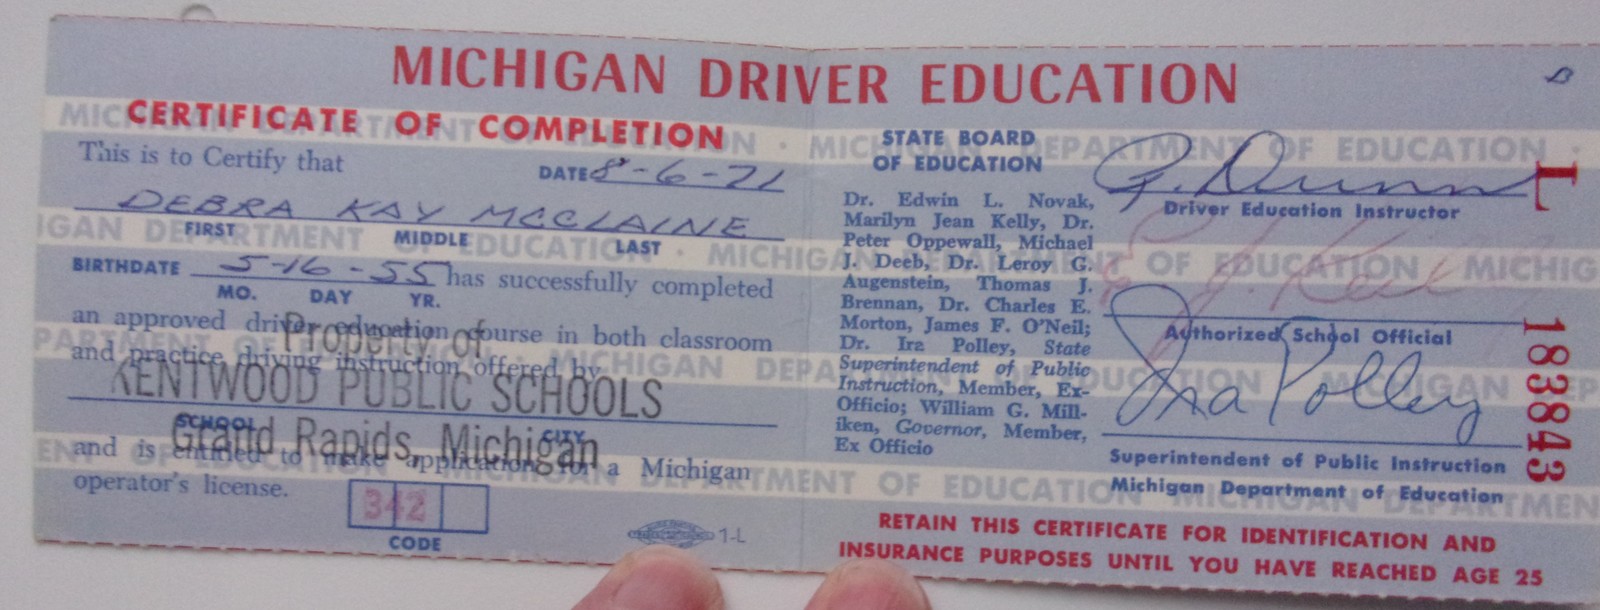 MICHIGAN DRIVER EDUCATION
CERTIFICATE OF COMPLETION
This is to Certify that
DATE 8-6-71
DEBRA KAY MCCLAINE
FIRST MIDDLE LAST
BIRTHDATE 5-16-55 has successfully completed
MO. DAY YR.
an approved driver education course in both classroom
Property of
and practice driving instruction offered by
KENTWOOD PUBLIC SCHOOLS
SCHOOL CITY
Grand Rapids, Michigan
and is entitled to make application for a Michigan
operator's license.
342
CODE
1-L
STATE BOARD
OF EDUCATION
Dr. Edwin L. Novak,
Marilyn Jean Kelly, Dr.
Peter Oppewall, Michael
J. Deeb, Dr. Leroy G.
Augenstein, Thomas J.
Brennan, Dr. Charles E.
Morton, James F. O'Neil;
Dr. Ira Polley, State
Superintendent of Public
Instruction, Member, Ex-
Officio; William G. Mill-
iken, Governor, Member,
Ex Officio
Driver Education Instructor
Authorized School Official
Ira Polley
Superintendent of Public Instruction
Michigan Department of Education
L 183843
RETAIN THIS CERTIFICATE FOR IDENTIFICATION AND
INSURANCE PURPOSES UNTIL YOU HAVE REACHED AGE 25